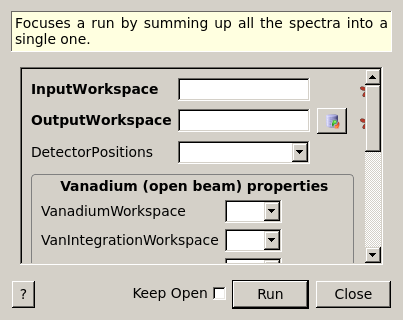 Focuses a run by summing up all the spectra into a
single one.
InputWorkspace
OutputWorkspace
DetectorPositions
Vanadium (open beam) properties
VanadiumWorkspace
VanIntegrationWorkspace
?
Keep Open
Run
Close